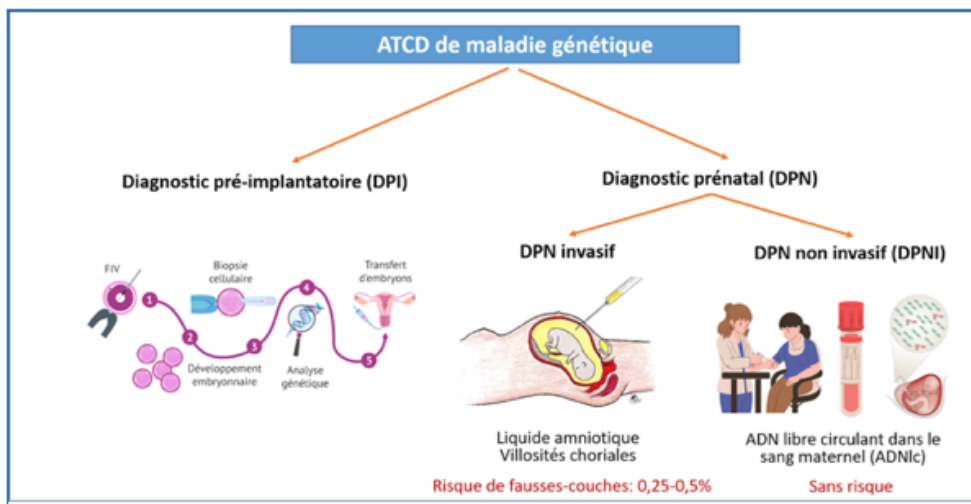 ATCD de maladie génétique
Diagnostic pré-implantatoire (DPI)
Diagnostic prénatal (DPN)
DPN invasif
DPN non invasif (DPNI)
FIV
Biopsie
cellulaire
Transfert
d'embryons
1
2
3
4
5
Développement
embryonnaire
Analyse
génétique
Liquide amniotique
Villosités choriales
Risque de fausses-couches: 0,25-0,5%
ADN libre circulant dans le
sang maternel (ADNlc)
Sans risque